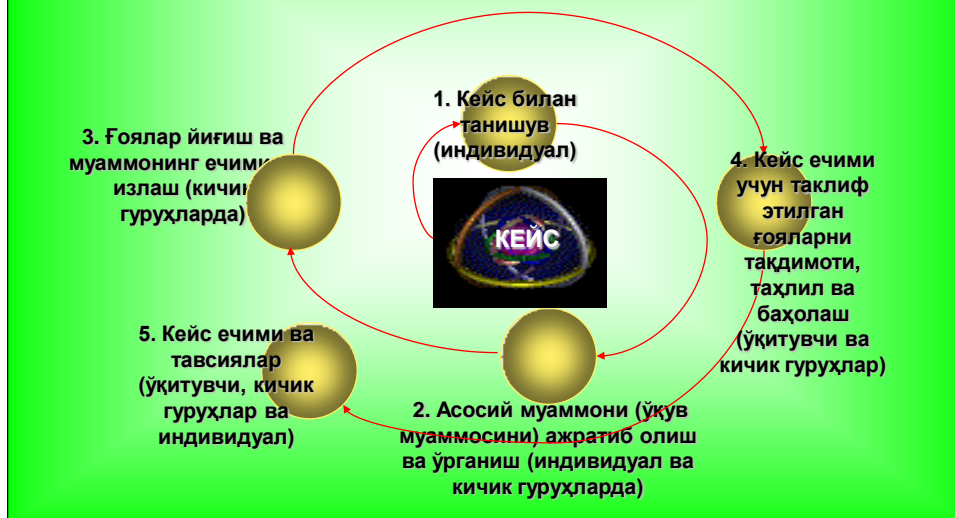 1. Кейс билан
танишув
(индивидуал)
КЕЙС
2. Асосий муаммони (ўқув
муаммосини) ажратиб олиш
ва ўрганиш (индивидуал ва
кичик гуруҳларда)
3. Ғоялар йиғиш ва
муаммонинг ечими
излаш (кичик
гуруҳларда)
4. Кейс ечими
учун таклиф
этилган
ғояларни
тақдимоти,
таҳлил ва
баҳолаш
(ўқитувчи ва
кичик гуруҳлар)
5. Кейс ечими ва
тавсиялар
(ўқитувчи, кичик
гуруҳлар ва
индивидуал)